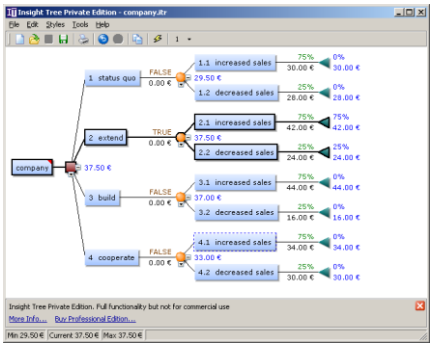 Insight Tree Private Edition - company.itr
File Edit Styles Tools Help
1
1.1 increased sales 75% 0%
30.00 € 30.00 €
1 status quo FALSE 29.50 €
0.00 €
1.2 decreased sales 25% 0%
28.00 € 28.00 €
2.1 increased sales 75% 75%
42.00 € 42.00 €
2 extend TRUE 37.50 €
0.00 €
2.2 decreased sales 25% 25%
24.00 € 24.00 €
company 37.50 €
3.1 increased sales 75% 0%
44.00 € 44.00 €
3 build FALSE 37.00 €
0.00 €
3.2 decreased sales 25% 0%
16.00 € 16.00 €
4.1 increased sales 75% 0%
34.00 € 34.00 €
4 cooperate FALSE 33.00 €
0.00 €
4.2 decreased sales 25% 0%
30.00 € 30.00 €
Insight Tree Private Edition. Full functionality but not for commercial use
More Info... Buy Professional Edition...
Min 29.50 € Current 37.50 € Max 37.50 €